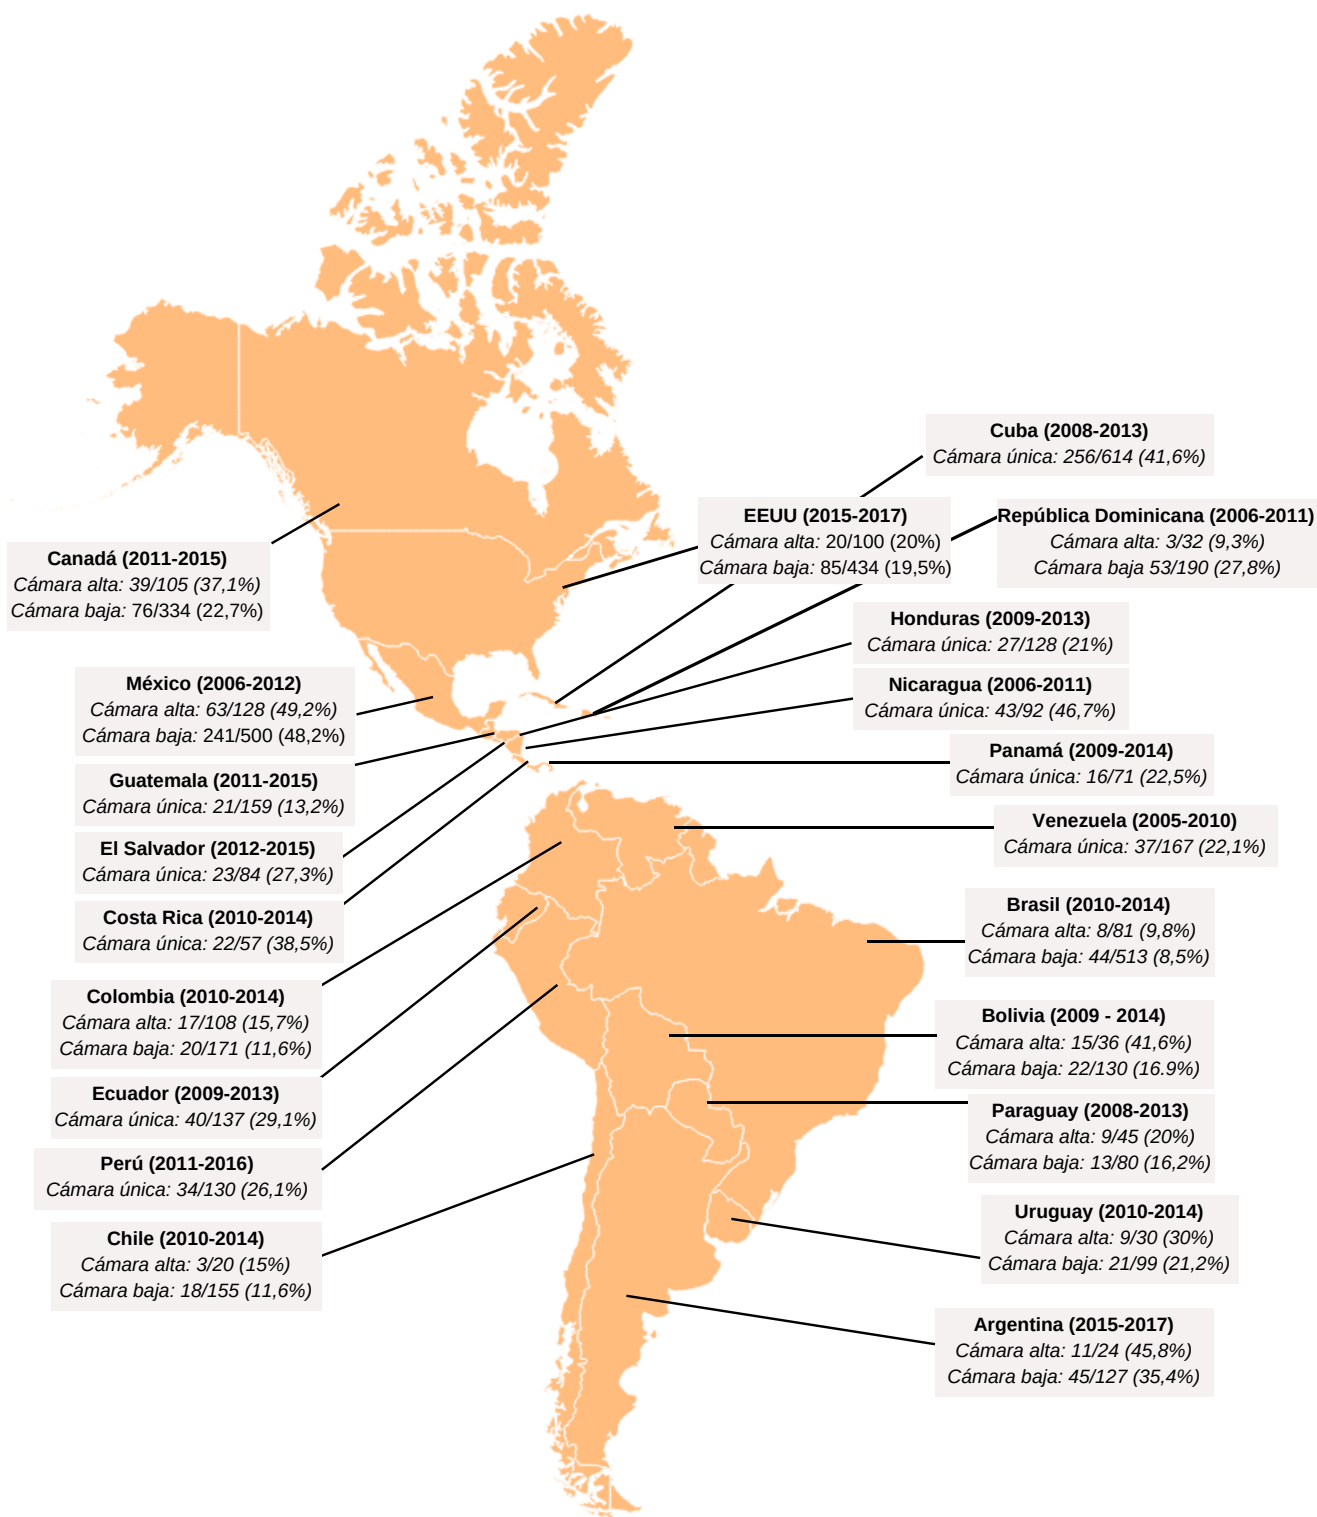 Cuba (2008-2013)
Cámara única: 256/614 (41,6%)
EEUU (2015-2017)
Cámara alta: 20/100 (20%)
Cámara baja: 85/434 (19,5%)
República Dominicana (2006-2011)
Cámara alta: 3/32 (9,3%)
Cámara baja 53/190 (27,8%)
Canadá (2011-2015)
Cámara alta: 39/105 (37,1%)
Cámara baja: 76/334 (22,7%)
Honduras (2009-2013)
Cámara única: 27/128 (21%)
México (2006-2012)
Cámara alta: 63/128 (49,2%)
Cámara baja: 241/500 (48,2%)
Nicaragua (2006-2011)
Cámara única: 43/92 (46,7%)
Panamá (2009-2014)
Cámara única: 16/71 (22,5%)
Guatemala (2011-2015)
Cámara única: 21/159 (13,2%)
Venezuela (2005-2010)
Cámara única: 37/167 (22,1%)
El Salvador (2012-2015)
Cámara única: 23/84 (27,3%)
Costa Rica (2010-2014)
Cámara única: 22/57 (38,5%)
Brasil (2010-2014)
Cámara alta: 8/81 (9,8%)
Cámara baja: 44/513 (8,5%)
Colombia (2010-2014)
Cámara alta: 17/108 (15,7%)
Cámara baja: 20/171 (11,6%)
Bolivia (2009 - 2014)
Cámara alta: 15/36 (41,6%)
Cámara baja: 22/130 (16.9%)
Ecuador (2009-2013)
Cámara única: 40/137 (29,1%)
Paraguay (2008-2013)
Cámara alta: 9/45 (20%)
Cámara baja: 13/80 (16,2%)
Perú (2011-2016)
Cámara única: 34/130 (26,1%)
Uruguay (2010-2014)
Cámara alta: 9/30 (30%)
Cámara baja: 21/99 (21,2%)
Chile (2010-2014)
Cámara alta: 3/20 (15%)
Cámara baja: 18/155 (11,6%)
Argentina (2015-2017)
Cámara alta: 11/24 (45,8%)
Cámara baja: 45/127 (35,4%)